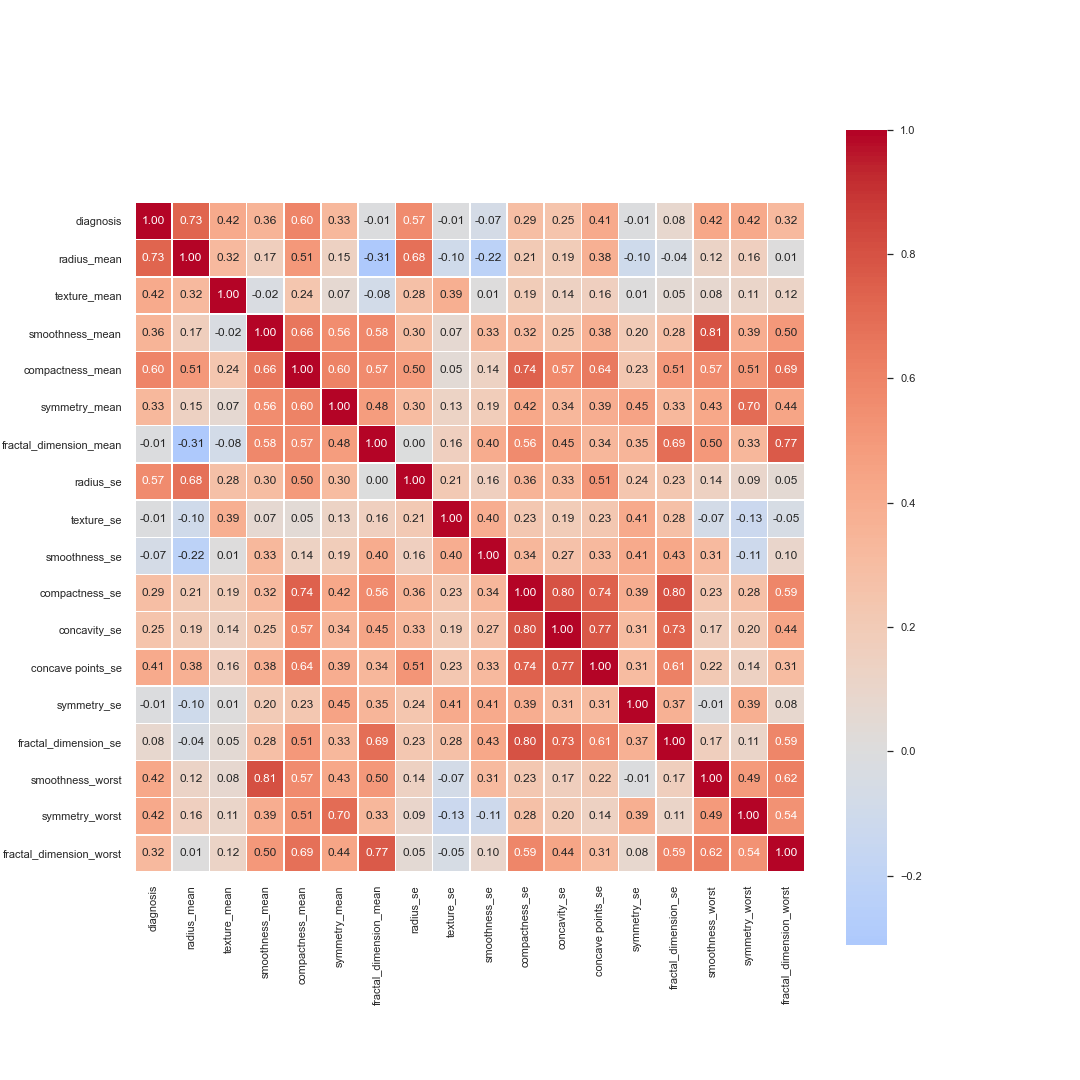 1.0
diagnosis 1.00 0.73 0.42 0.36 0.60 0.33 -0.01 0.57 -0.01 -0.07 0.29 0.25 0.41 -0.01 0.08 0.42 0.42 0.32
radius_mean 0.73 1.00 0.32 0.17 0.51 0.15 -0.31 0.68 -0.10 -0.22 0.21 0.19 0.38 -0.10 -0.04 0.12 0.16 0.01
0.8
texture_mean 0.42 0.32 1.00 -0.02 0.24 0.07 -0.08 0.28 0.39 0.01 0.19 0.14 0.16 0.01 0.05 0.08 0.11 0.12
smoothness_mean 0.36 0.17 -0.02 1.00 0.66 0.56 0.58 0.30 0.07 0.33 0.32 0.25 0.38 0.20 0.28 0.81 0.39 0.50
compactness_mean 0.60 0.51 0.24 0.66 1.00 0.60 0.57 0.50 0.05 0.14 0.74 0.57 0.64 0.23 0.51 0.57 0.51 0.69
0.6
symmetry_mean 0.33 0.15 0.07 0.56 0.60 1.00 0.48 0.30 0.13 0.19 0.42 0.34 0.39 0.45 0.33 0.43 0.70 0.44
fractal_dimension_mean -0.01 -0.31 -0.08 0.58 0.57 0.48 1.00 0.00 0.16 0.40 0.56 0.45 0.34 0.35 0.69 0.50 0.33 0.77
radius_se 0.57 0.68 0.28 0.30 0.50 0.30 0.00 1.00 0.21 0.16 0.36 0.33 0.51 0.24 0.23 0.14 0.09 0.05
0.4
texture_se -0.01 -0.10 0.39 0.07 0.05 0.13 0.16 0.21 1.00 0.40 0.23 0.19 0.23 0.41 0.28 -0.07 -0.13 -0.05
smoothness_se -0.07 -0.22 0.01 0.33 0.14 0.19 0.40 0.16 0.40 1.00 0.34 0.27 0.33 0.41 0.43 0.31 -0.11 0.10
compactness_se 0.29 0.21 0.19 0.32 0.74 0.42 0.56 0.36 0.23 0.34 1.00 0.80 0.74 0.39 0.80 0.23 0.28 0.59
0.2
concavity_se 0.25 0.19 0.14 0.25 0.57 0.34 0.45 0.33 0.19 0.27 0.80 1.00 0.77 0.31 0.73 0.17 0.20 0.44
concave points_se 0.41 0.38 0.16 0.38 0.64 0.39 0.34 0.51 0.23 0.33 0.74 0.77 1.00 0.31 0.61 0.22 0.14 0.31
symmetry_se -0.01 -0.10 0.01 0.20 0.23 0.45 0.35 0.24 0.41 0.41 0.39 0.31 0.31 1.00 0.37 -0.01 0.39 0.08
fractal_dimension_se 0.08 -0.04 0.05 0.28 0.51 0.33 0.69 0.23 0.28 0.43 0.80 0.73 0.61 0.37 1.00 0.17 0.11 0.59
0.0
smoothness_worst 0.42 0.12 0.08 0.81 0.57 0.43 0.50 0.14 -0.07 0.31 0.23 0.17 0.22 -0.01 0.17 1.00 0.49 0.62
symmetry_worst 0.42 0.16 0.11 0.39 0.51 0.70 0.33 0.09 -0.13 -0.11 0.28 0.20 0.14 0.39 0.11 0.49 1.00 0.54
fractal_dimension_worst 0.32 0.01 0.12 0.50 0.69 0.44 0.77 0.05 -0.05 0.10 0.59 0.44 0.31 0.08 0.59 0.62 0.54 1.00
−0.2
diagnosis
radius_mean
texture_mean
smoothness_mean
compactness_mean
symmetry_mean
fractal_dimension_mean
radius_se
texture_se
smoothness_se
compactness_se
concavity_se
concave points_se
symmetry_se
fractal_dimension_se
smoothness_worst
symmetry_worst
fractal_dimension_worst